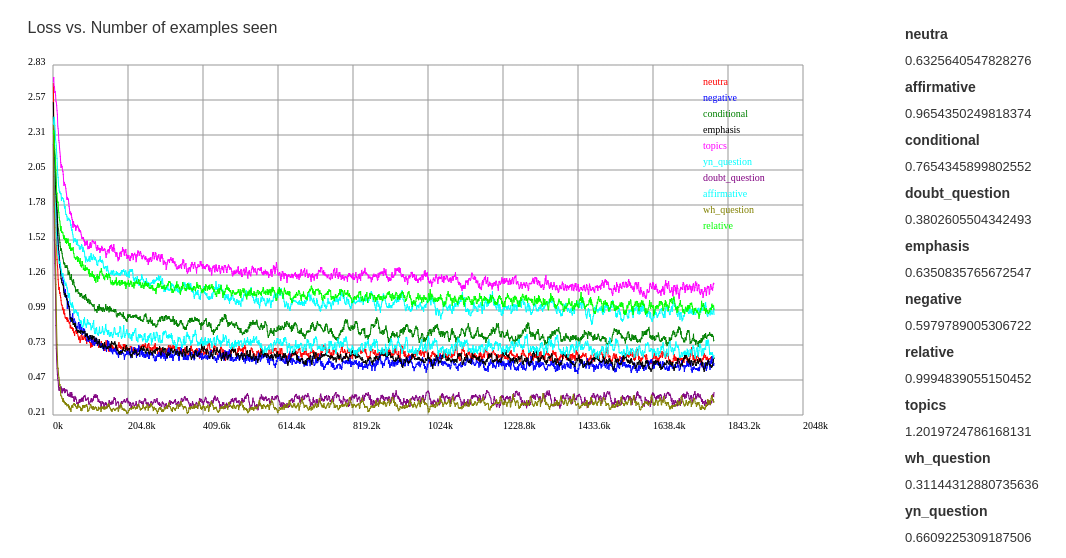 Loss vs. Number of examples seen
2.83
2.57
2.31
2.05
1.78
1.52
1.26
0.99
0.73
0.47
0.21
0k
204.8k
409.6k
614.4k
819.2k
1024k
1228.8k
1433.6k
1638.4k
1843.2k
2048k
neutra
negative
conditional
emphasis
topics
yn_question
doubt_question
affirmative
wh_question
relative
neutra
0.6325640547828276
affirmative
0.9654350249818374
conditional
0.7654345899802552
doubt_question
0.3802605504342493
emphasis
0.6350835765672547
negative
0.5979789005306722
relative
0.9994839055150452
topics
1.2019724786168131
wh_question
0.31144312880735636
yn_question
0.6609225309187506